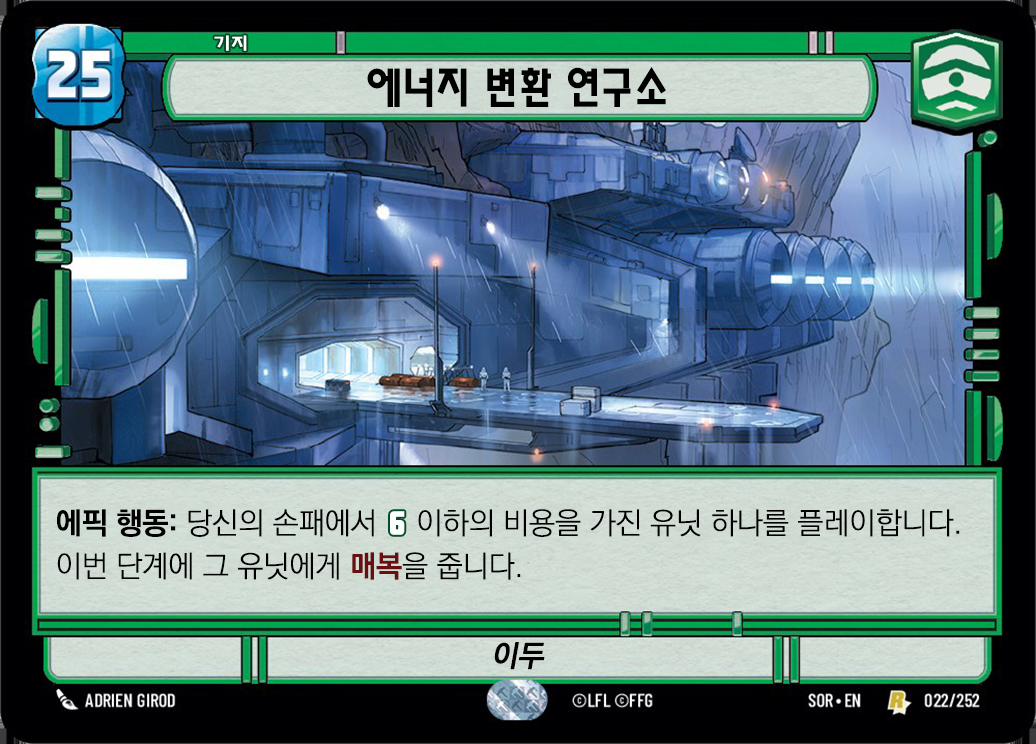 기지
25
에너지 변환 연구소
에픽 행동: 당신의 손패에서 6 이하의 비용을 가진 유닛 하나를 플레이합니다.
이번 단계에 그 유닛에게 매복을 줍니다.
이두
ADRIEN GIROD
©LFL ©FFG
SOR • EN
R
022/252